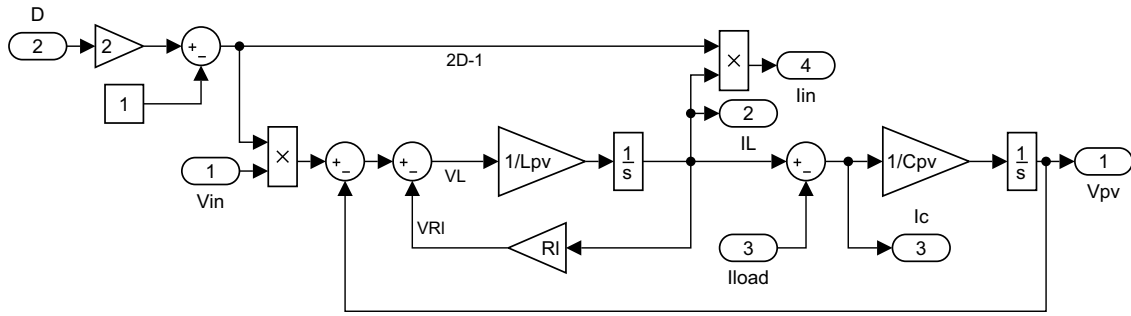 D
2
2
+
−
1
2D-1
×
4
Iin
2
IL
1
Vin
×
+
−
+
−
VL
1/Lpv
1
s
VRl
Rl
+
−
3
Iload
1/Cpv
1
s
1
Vpv
Ic
3